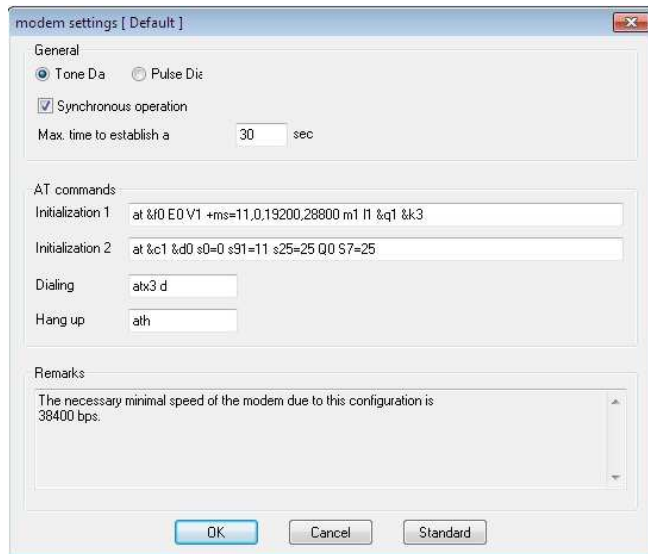 modem settings [ Default ]
General
Tone Da
Pulse Dia
Synchronous operation
Max. time to establish a 30 sec
AT commands
Initialization 1 at &f0 E0 V1 +ms=11,0,19200,28800 m1 l1 &q1 &k3
Initialization 2 at &c1 &d0 s0=0 s91=11 s25=25 Q0 S7=25
Dialing atx3 d
Hang up ath
Remarks
The necessary minimal speed of the modem due to this configuration is
38400 bps.
OK Cancel Standard